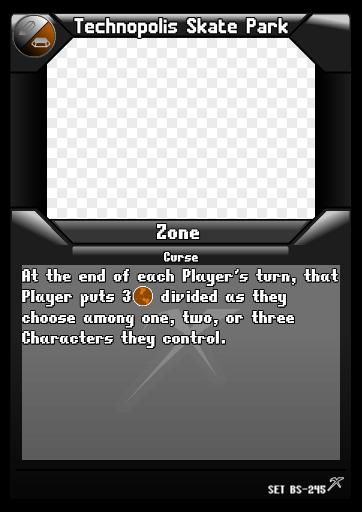 Technopolis Skate Park
Zone
Curse
At the end of each Player's turn, that
Player puts 3 divided as they
choose among one, two, or three
Characters they control.
SET BS-245